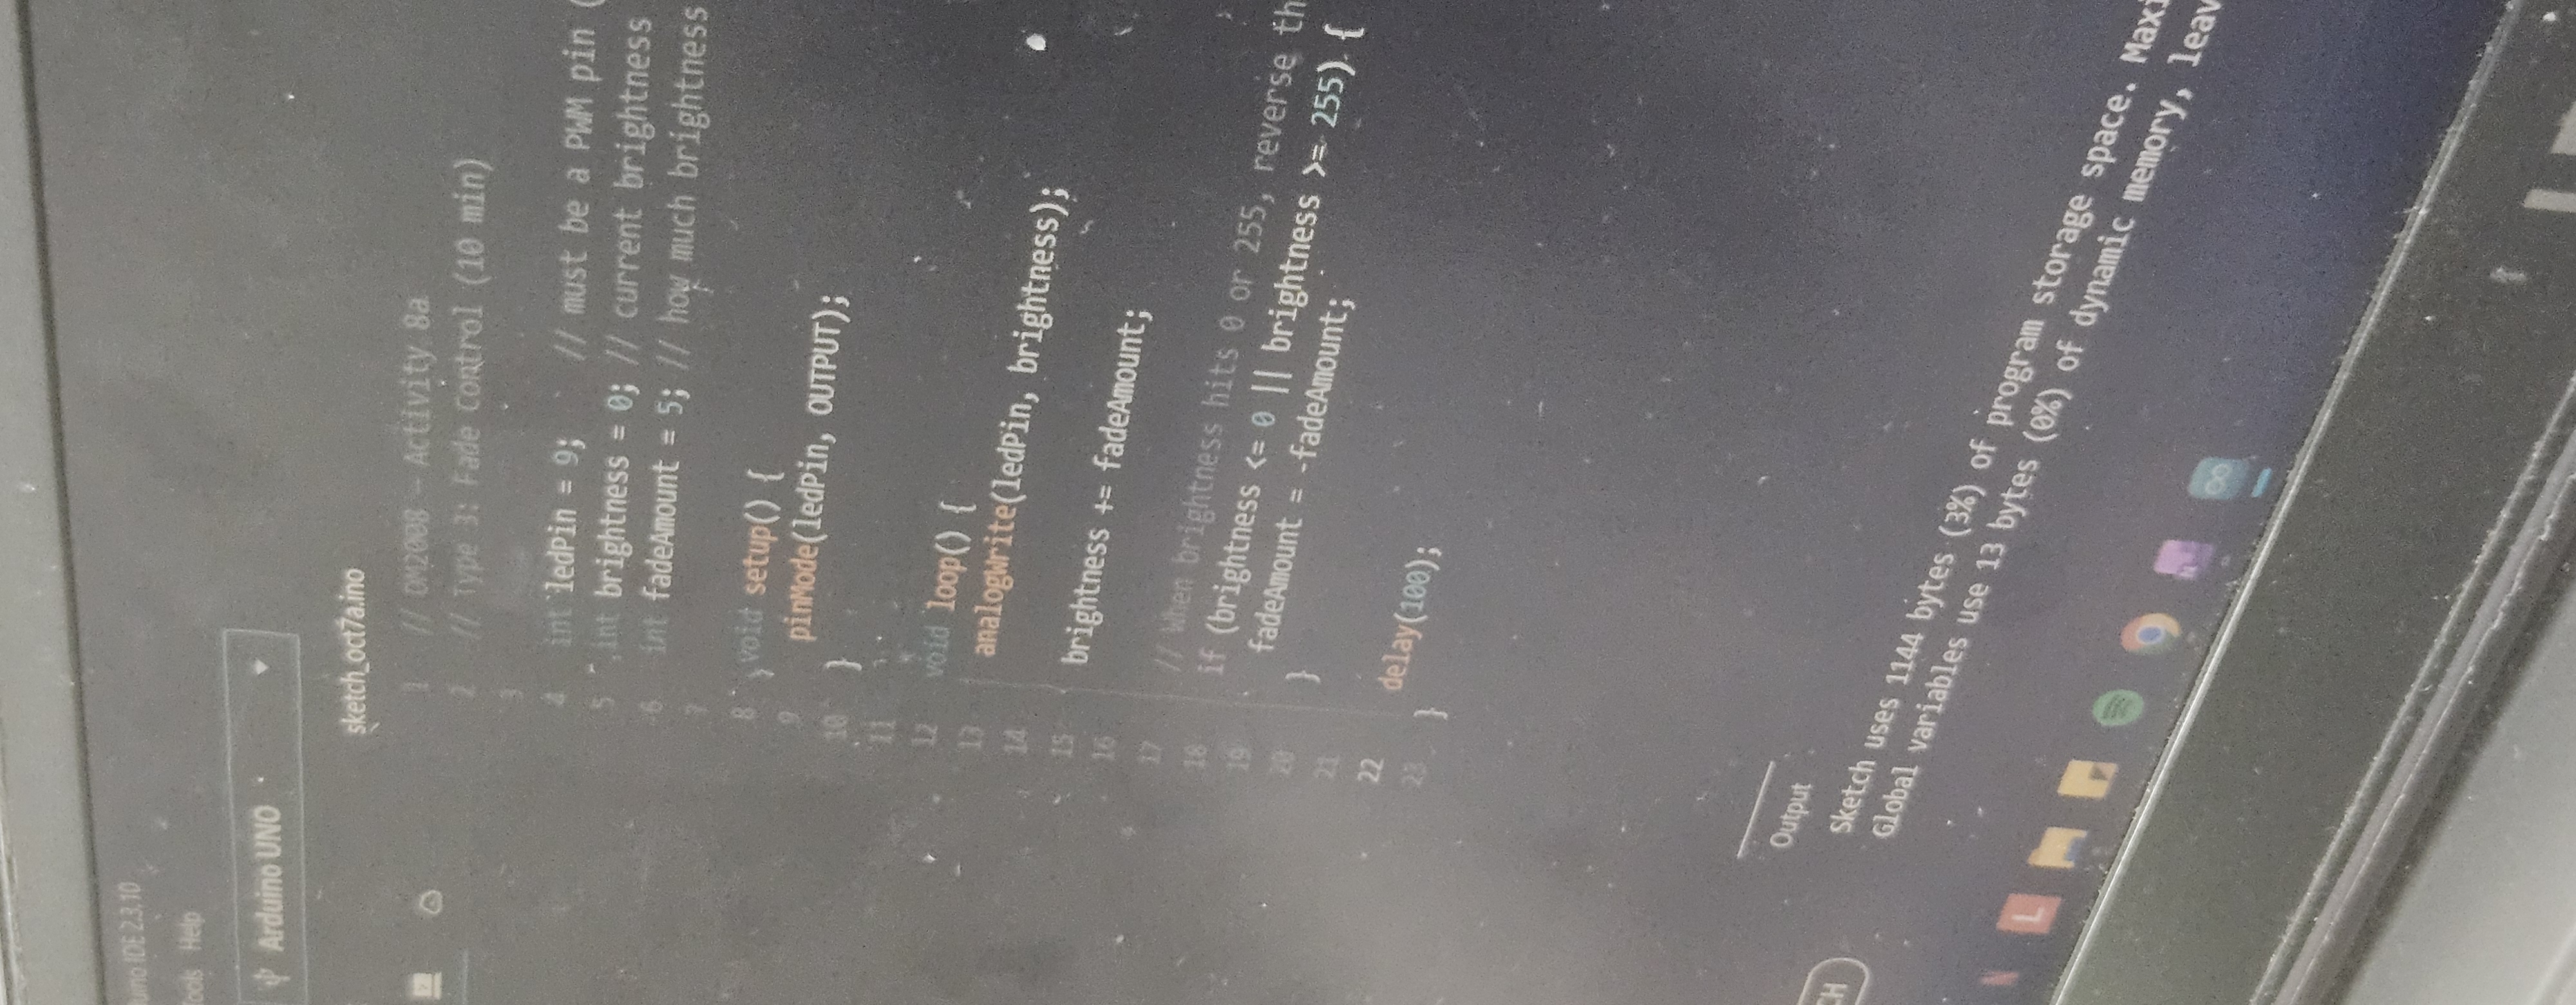 IDE 2.3.10
Tools Help
Arduino UNO
sketch_oct7a.ino
1 // DM2008 – Activity 8a
2 // Type 3: Fade Control (10 min)
3
4 int ledPin = 9; // must be a PWM pin (
5 int brightness = 0; // current brightness
6 int fadeAmount = 5; // how much brightness
7
8 void setup() {
9 pinMode(ledPin, OUTPUT);
10 }
11
12 void loop() {
13 analogWrite(ledPin, brightness);
14
15 brightness += fadeAmount;
16
17 // When brightness hits 0 or 255, reverse th
18 if (brightness <= 0 || brightness >= 255) {
19 fadeAmount = -fadeAmount;
20 }
21
22 delay(100);
23 }
Output
CH
Sketch uses 1144 bytes (3%) of program storage space. Maxi
Global variables use 13 bytes (0%) of dynamic memory, leav
L